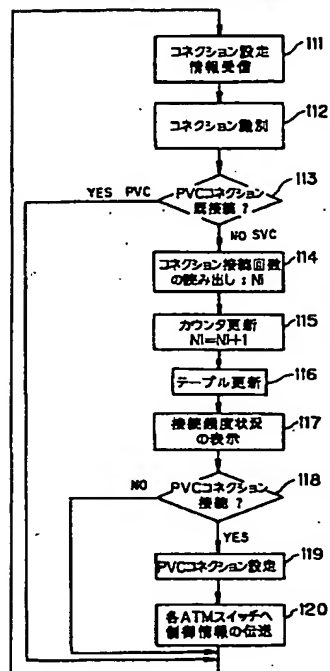 コネクション設定
情報受信
111
コネクション識別
112
PVCコネクション
既接続？
113
YES PVC
NO SVC
コネクション接続回数
の読み出し：Ni
114
カウンタ更新
Ni=Ni+1
115
テーブル更新
116
接続頻度状況
の表示
117
PVCコネクション
接続？
118
NO
YES
PVCコネクション設定
119
各ATMスイッチへ
制御情報の伝送
120